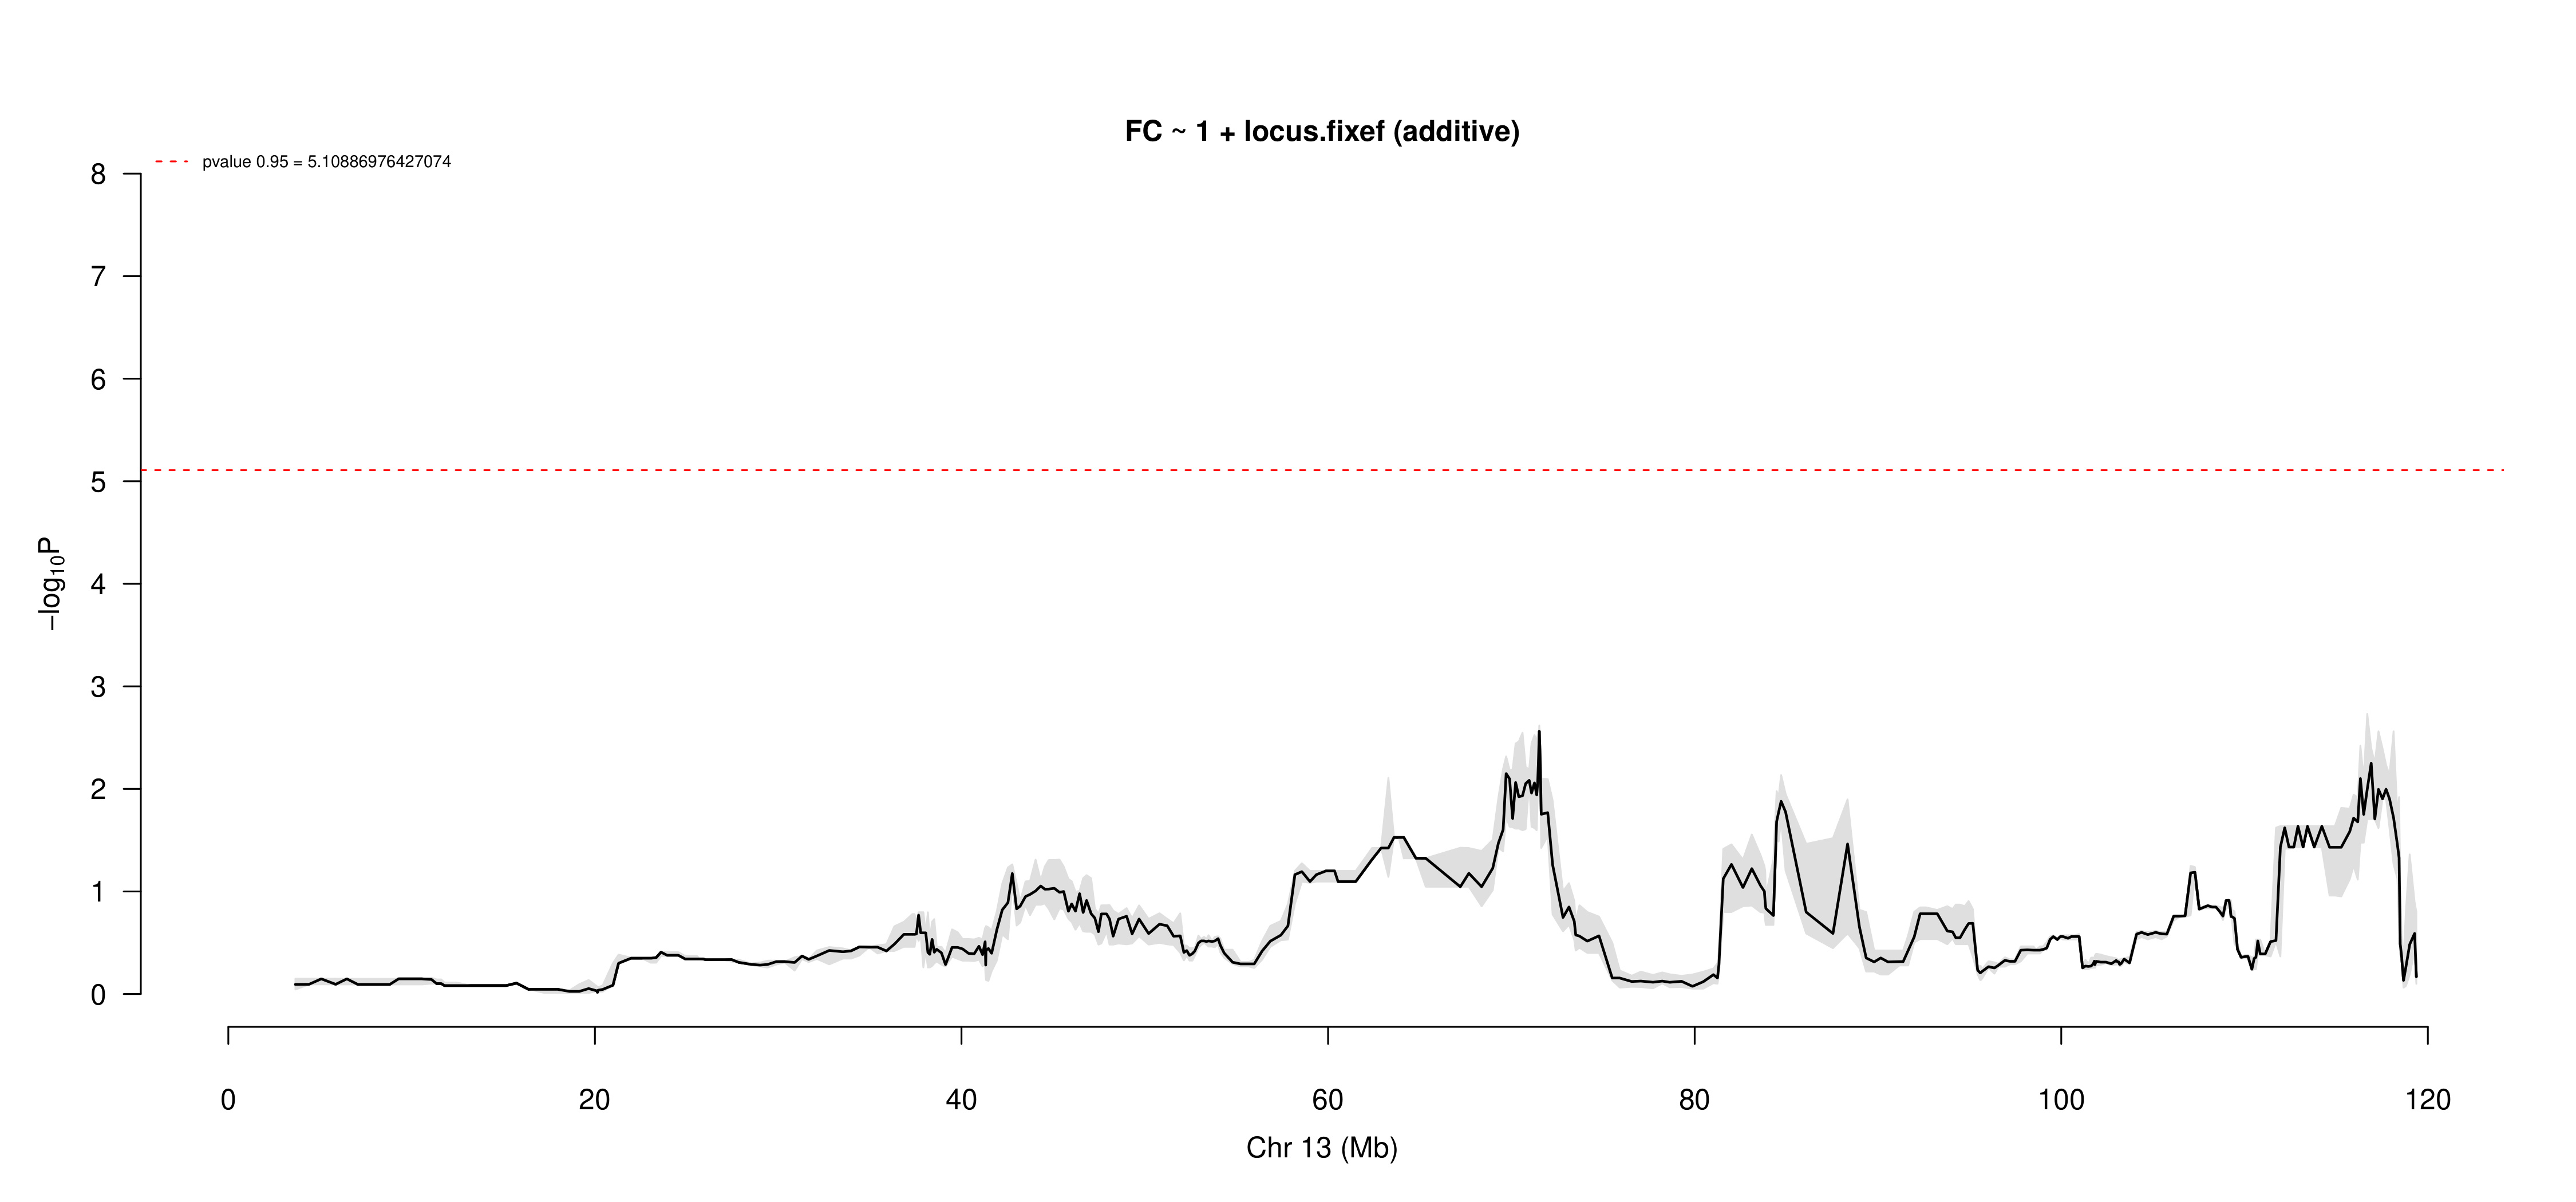 FC ~ 1 + locus.fixef (additive)
pvalue 0.95 = 5.10886976427074
8
7
6
5
4
3
2
1
0
−log10P
0 20 40 60 80 100 120
Chr 13 (Mb)